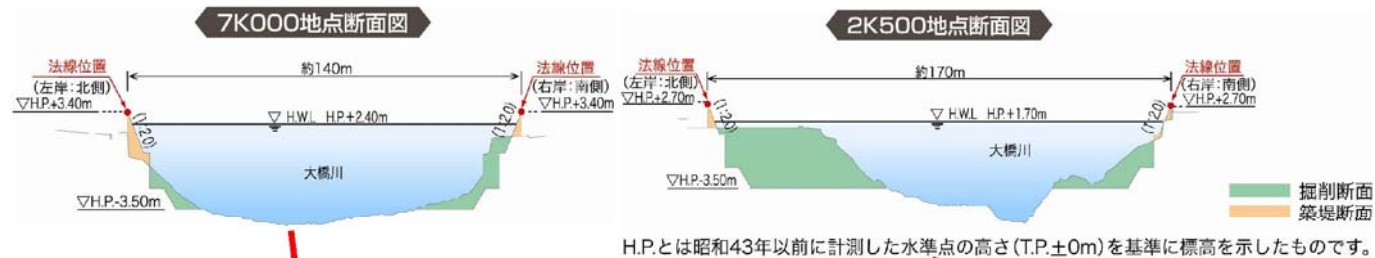 7K000地点断面図
法線位置
(左岸:北側)
▽H.P.+3.40m
約140m
法線位置
(右岸:南側)
▽H.P.+3.40m
(1:2.0)
▽ H.W.L H.P.+2.40m
(1:2.0)
大橋川
▽H.P.-3.50m
2K500地点断面図
法線位置
(左岸:北側)
▽H.P.+2.70m
約170m
法線位置
(右岸:南側)
▽H.P.+2.70m
(1:2.0)
▽ H.W.L H.P.+1.70m
(1:2.0)
大橋川
▽H.P.-3.50m
掘削断面
築堤断面
H.P.とは昭和43年以前に計測した水準点の高さ(T.P.±0m)を基準に標高を示したものです。